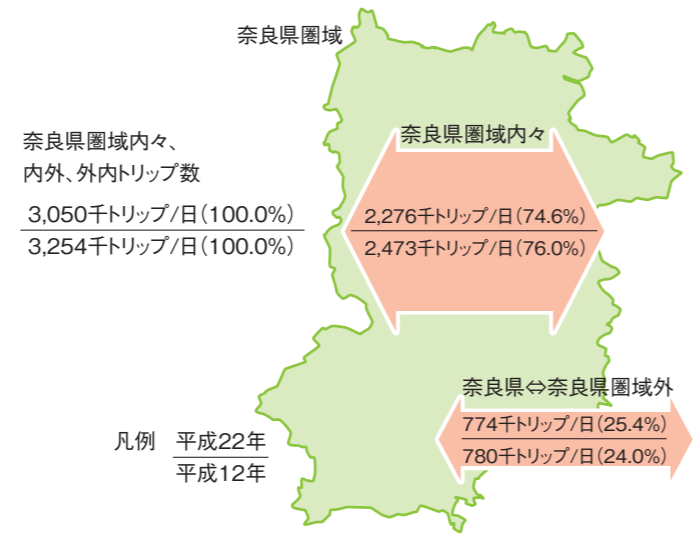 奈良県圏域
奈良県圏域内々、
内外、外内トリップ数
3,050千トリップ/日(100.0%)
3,254千トリップ/日(100.0%)
奈良県圏域内々
2,276千トリップ/日(74.6%)
2,473千トリップ/日(76.0%)
奈良県⇔奈良県圏域外
774千トリップ/日(25.4%)
780千トリップ/日(24.0%)
凡例 平成22年
平成12年